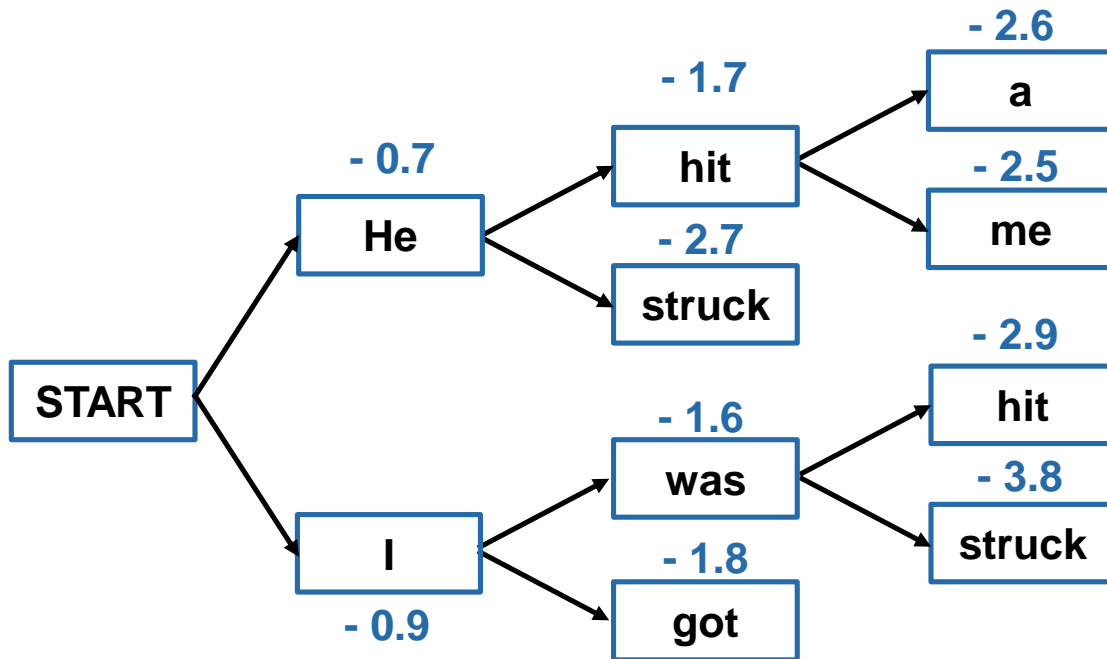 - 2.6
a
- 1.7
hit
- 0.7
He
- 2.5
me
- 2.7
struck
START
- 2.9
hit
- 1.6
was
- 3.8
struck
I
- 0.9
- 1.8
got